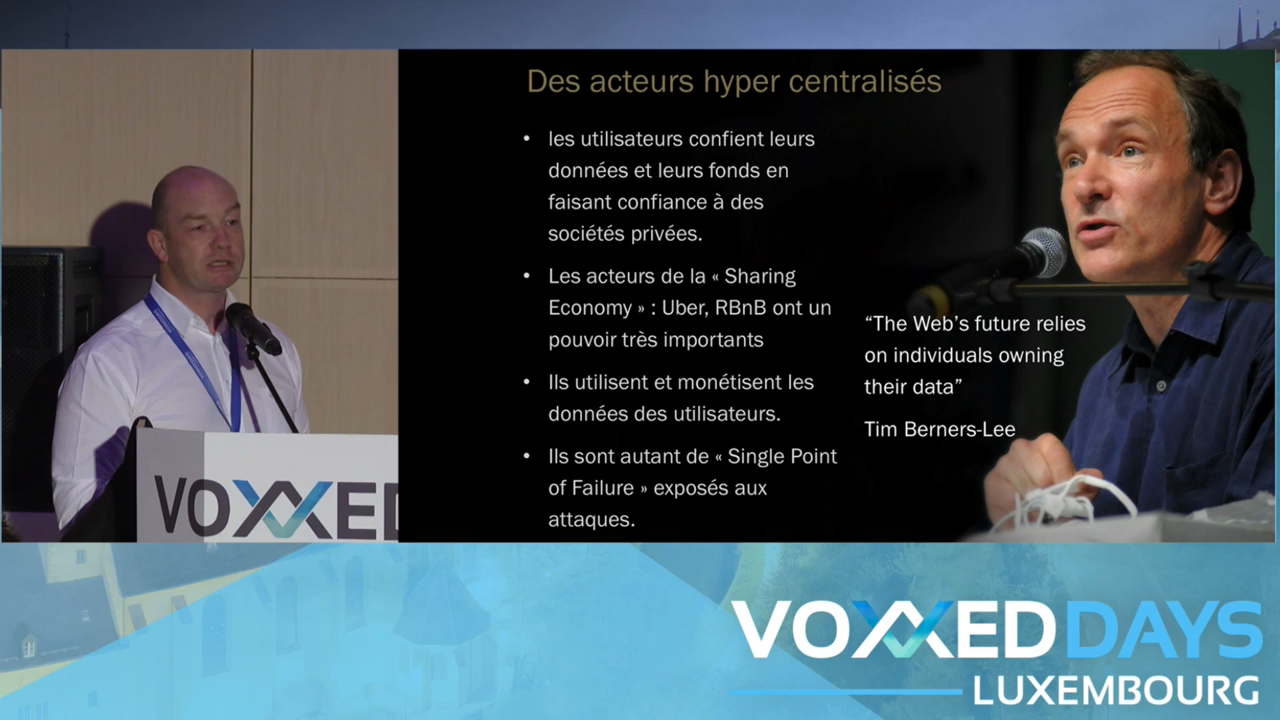 Des acteurs hyper centralisés
• les utilisateurs confient leurs
données et leurs fonds en
faisant confiance à des
sociétés privées.
• Les acteurs de la « Sharing
Economy » : Uber, RBnB ont un
pouvoir très importants
• Ils utilisent et monétisent les
données des utilisateurs.
• Ils sont autant de « Single Point
of Failure » exposés aux
attaques.
“The Web’s future relies
on individuals owning
their data”
Tim Berners-Lee
VOXXED
VOXXEDDAYS
LUXEMBOURG